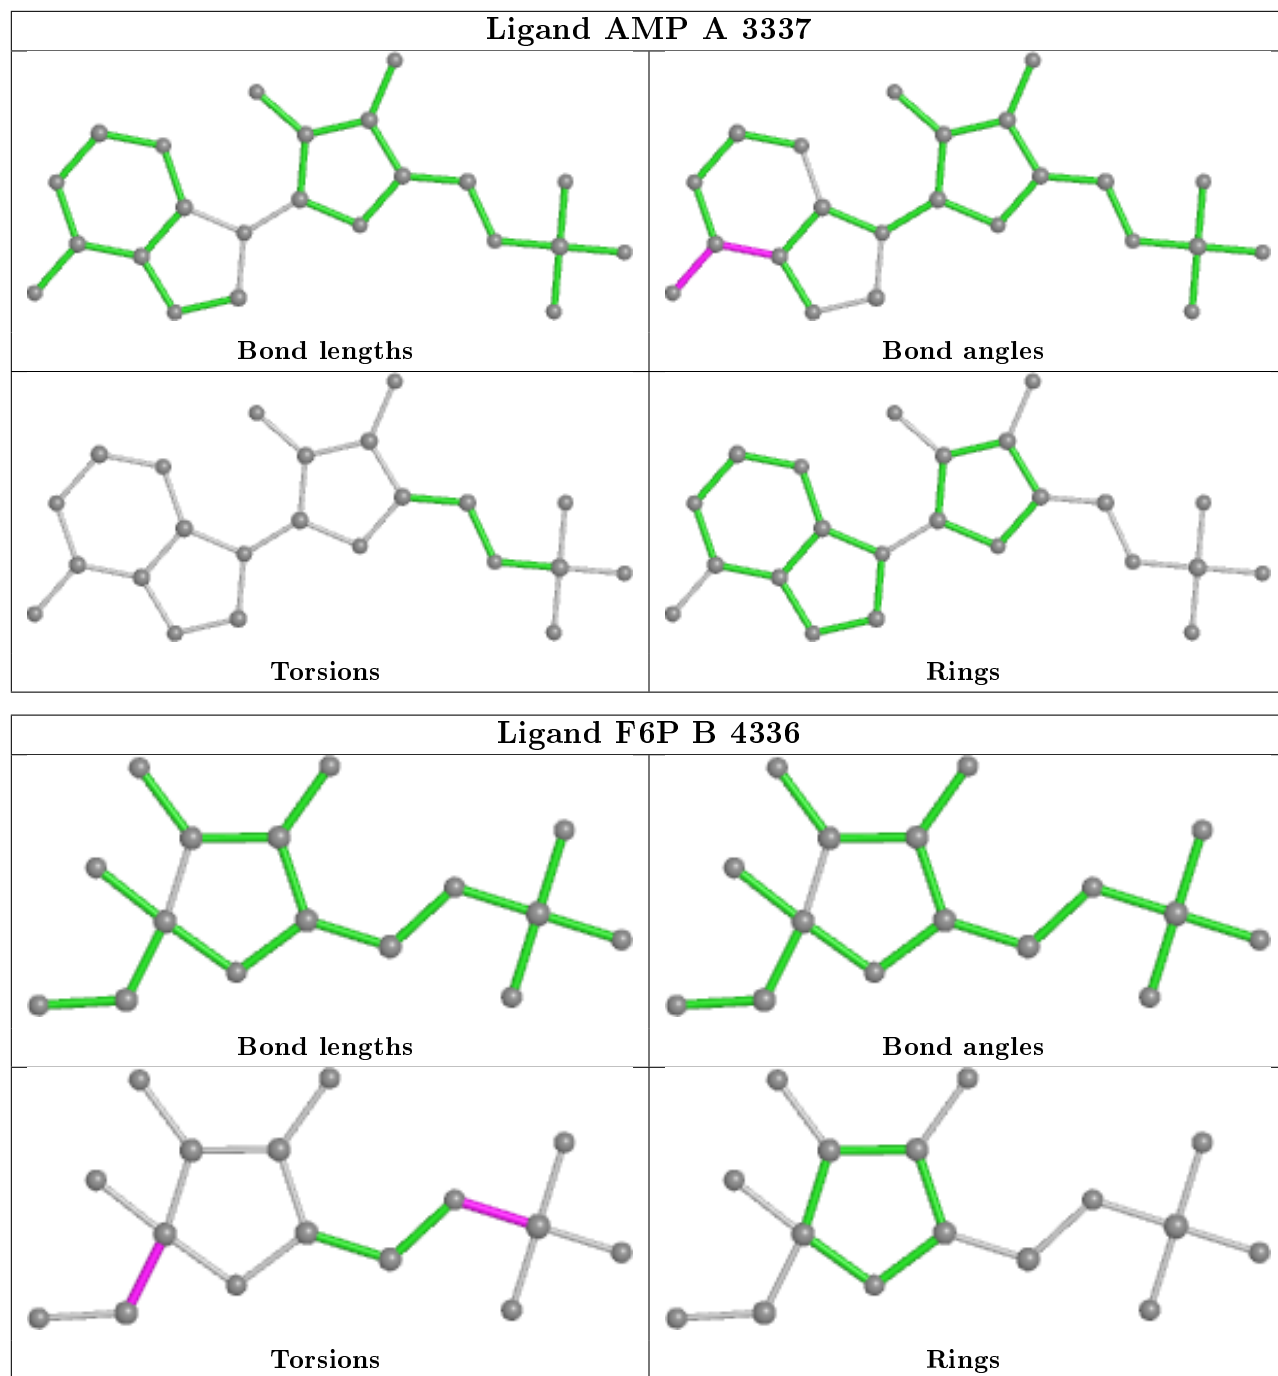 Ligand AMP A 3337
Bond lengths
Bond angles
Torsions
Rings
Ligand F6P B 4336
Bond lengths
Bond angles
Torsions
Rings